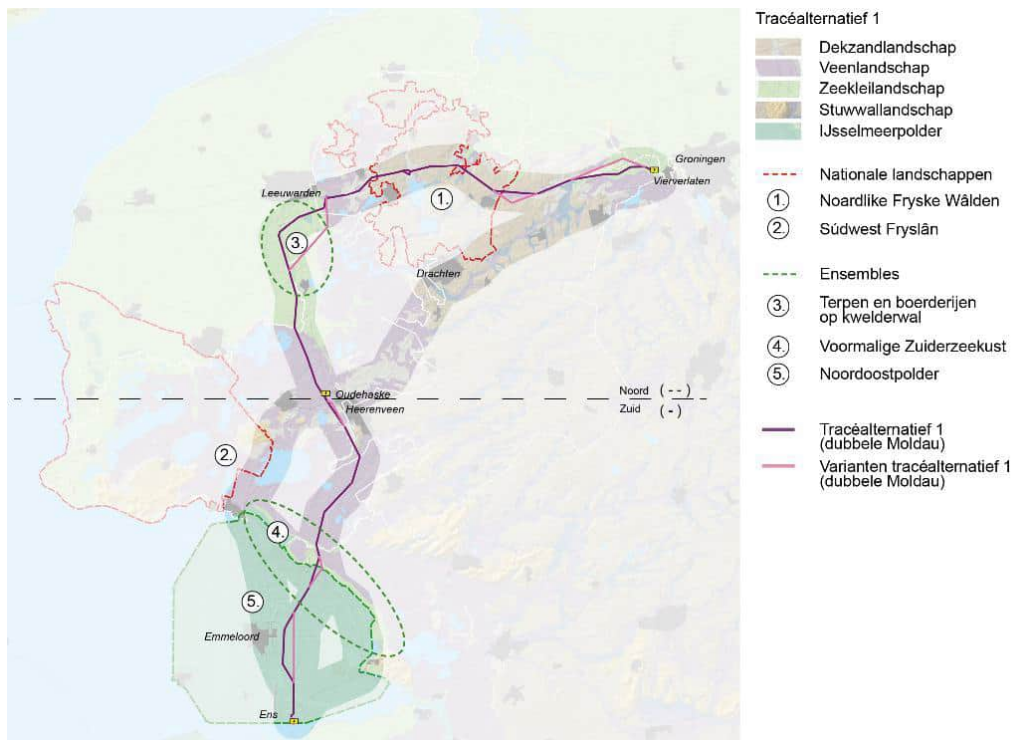 Tracéalternatief 1
Dekzandlandschap
Veenlandschap
Zeekleilandschap
Stuwwallandschap
IJsselmeerpolder
Nationale landschappen
1. Noardlike Fryske Wâlden
2. Súdwest Fryslân
Ensembles
3. Terpen en boerderijen
op kwelderwal
4. Voormalige Zuiderzeekust
5. Noordoostpolder
Tracéalternatief 1
(dubbele Moldau)
Varianten tracéalternatief 1
(dubbele Moldau)
Groningen
Vierverlaten
Leeuwarden
1.
3.
Drachten
Noord (--)
Oudehaske
Heerenveen
Zuid (-)
2.
4.
5.
Emmeloord
Ens